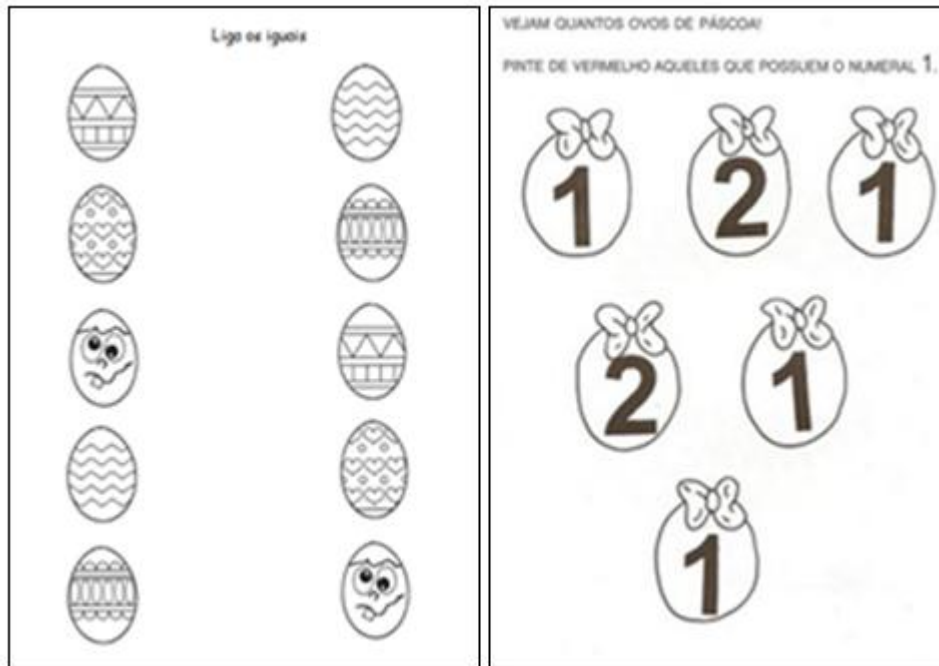 Liga os iguais
VEJAM QUANTOS OVOS DE PÁSCOA!
PINTE DE VERMELHO AQUELES QUE POSSUEM O NUMERAL 1.
1 2 1
2 1
1